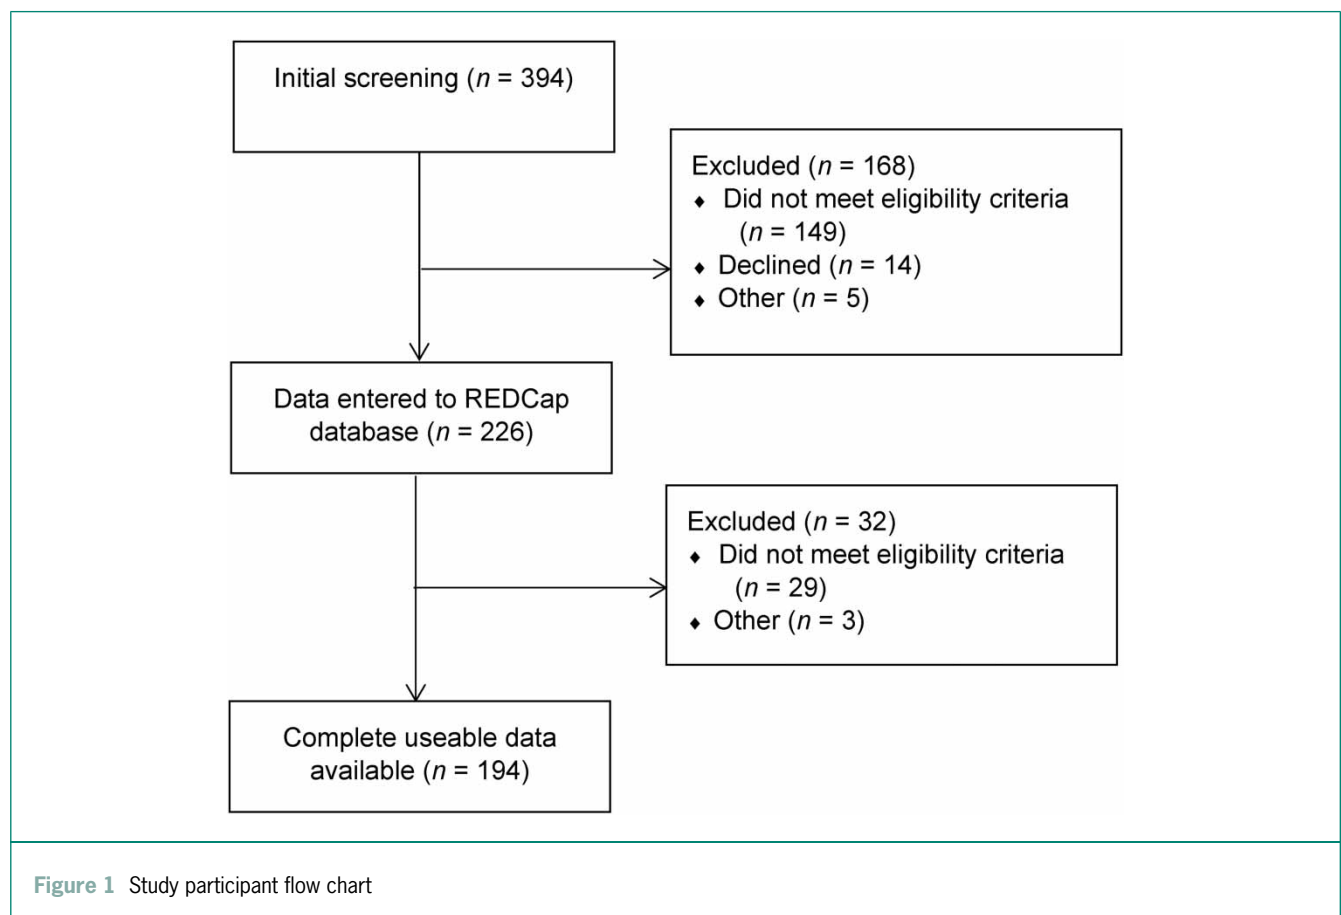 Initial screening (n = 394)
Excluded (n = 168)
♦ Did not meet eligibility criteria
(n = 149)
♦ Declined (n = 14)
♦ Other (n = 5)
Data entered to REDCap
database (n = 226)
Excluded (n = 32)
♦ Did not meet eligibility criteria
(n = 29)
♦ Other (n = 3)
Complete useable data
available (n = 194)
Figure 1 Study participant flow chart